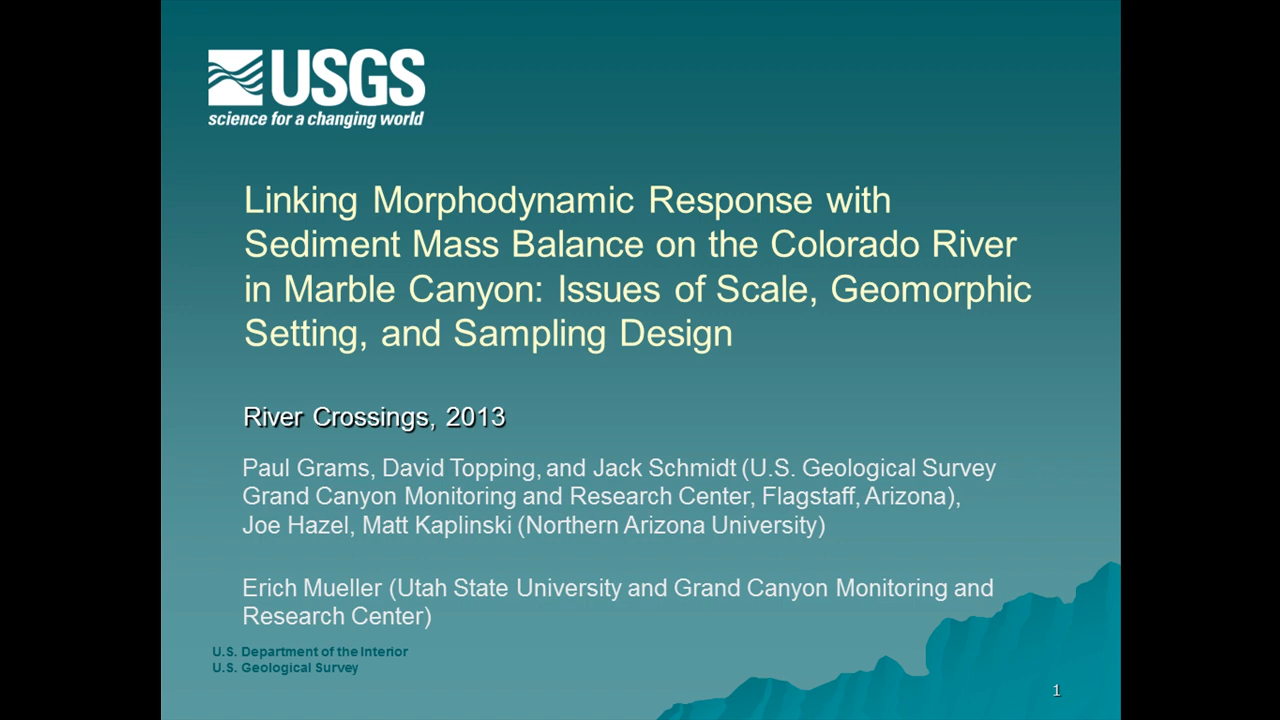 USGS
science for a changing world
Linking Morphodynamic Response with
Sediment Mass Balance on the Colorado River
in Marble Canyon: Issues of Scale, Geomorphic
Setting, and Sampling Design
River Crossings, 2013
Paul Grams, David Topping, and Jack Schmidt (U.S. Geological Survey
Grand Canyon Monitoring and Research Center, Flagstaff, Arizona),
Joe Hazel, Matt Kaplinski (Northern Arizona University)
Erich Mueller (Utah State University and Grand Canyon Monitoring and
Research Center)
U.S. Department of the Interior
U.S. Geological Survey
1